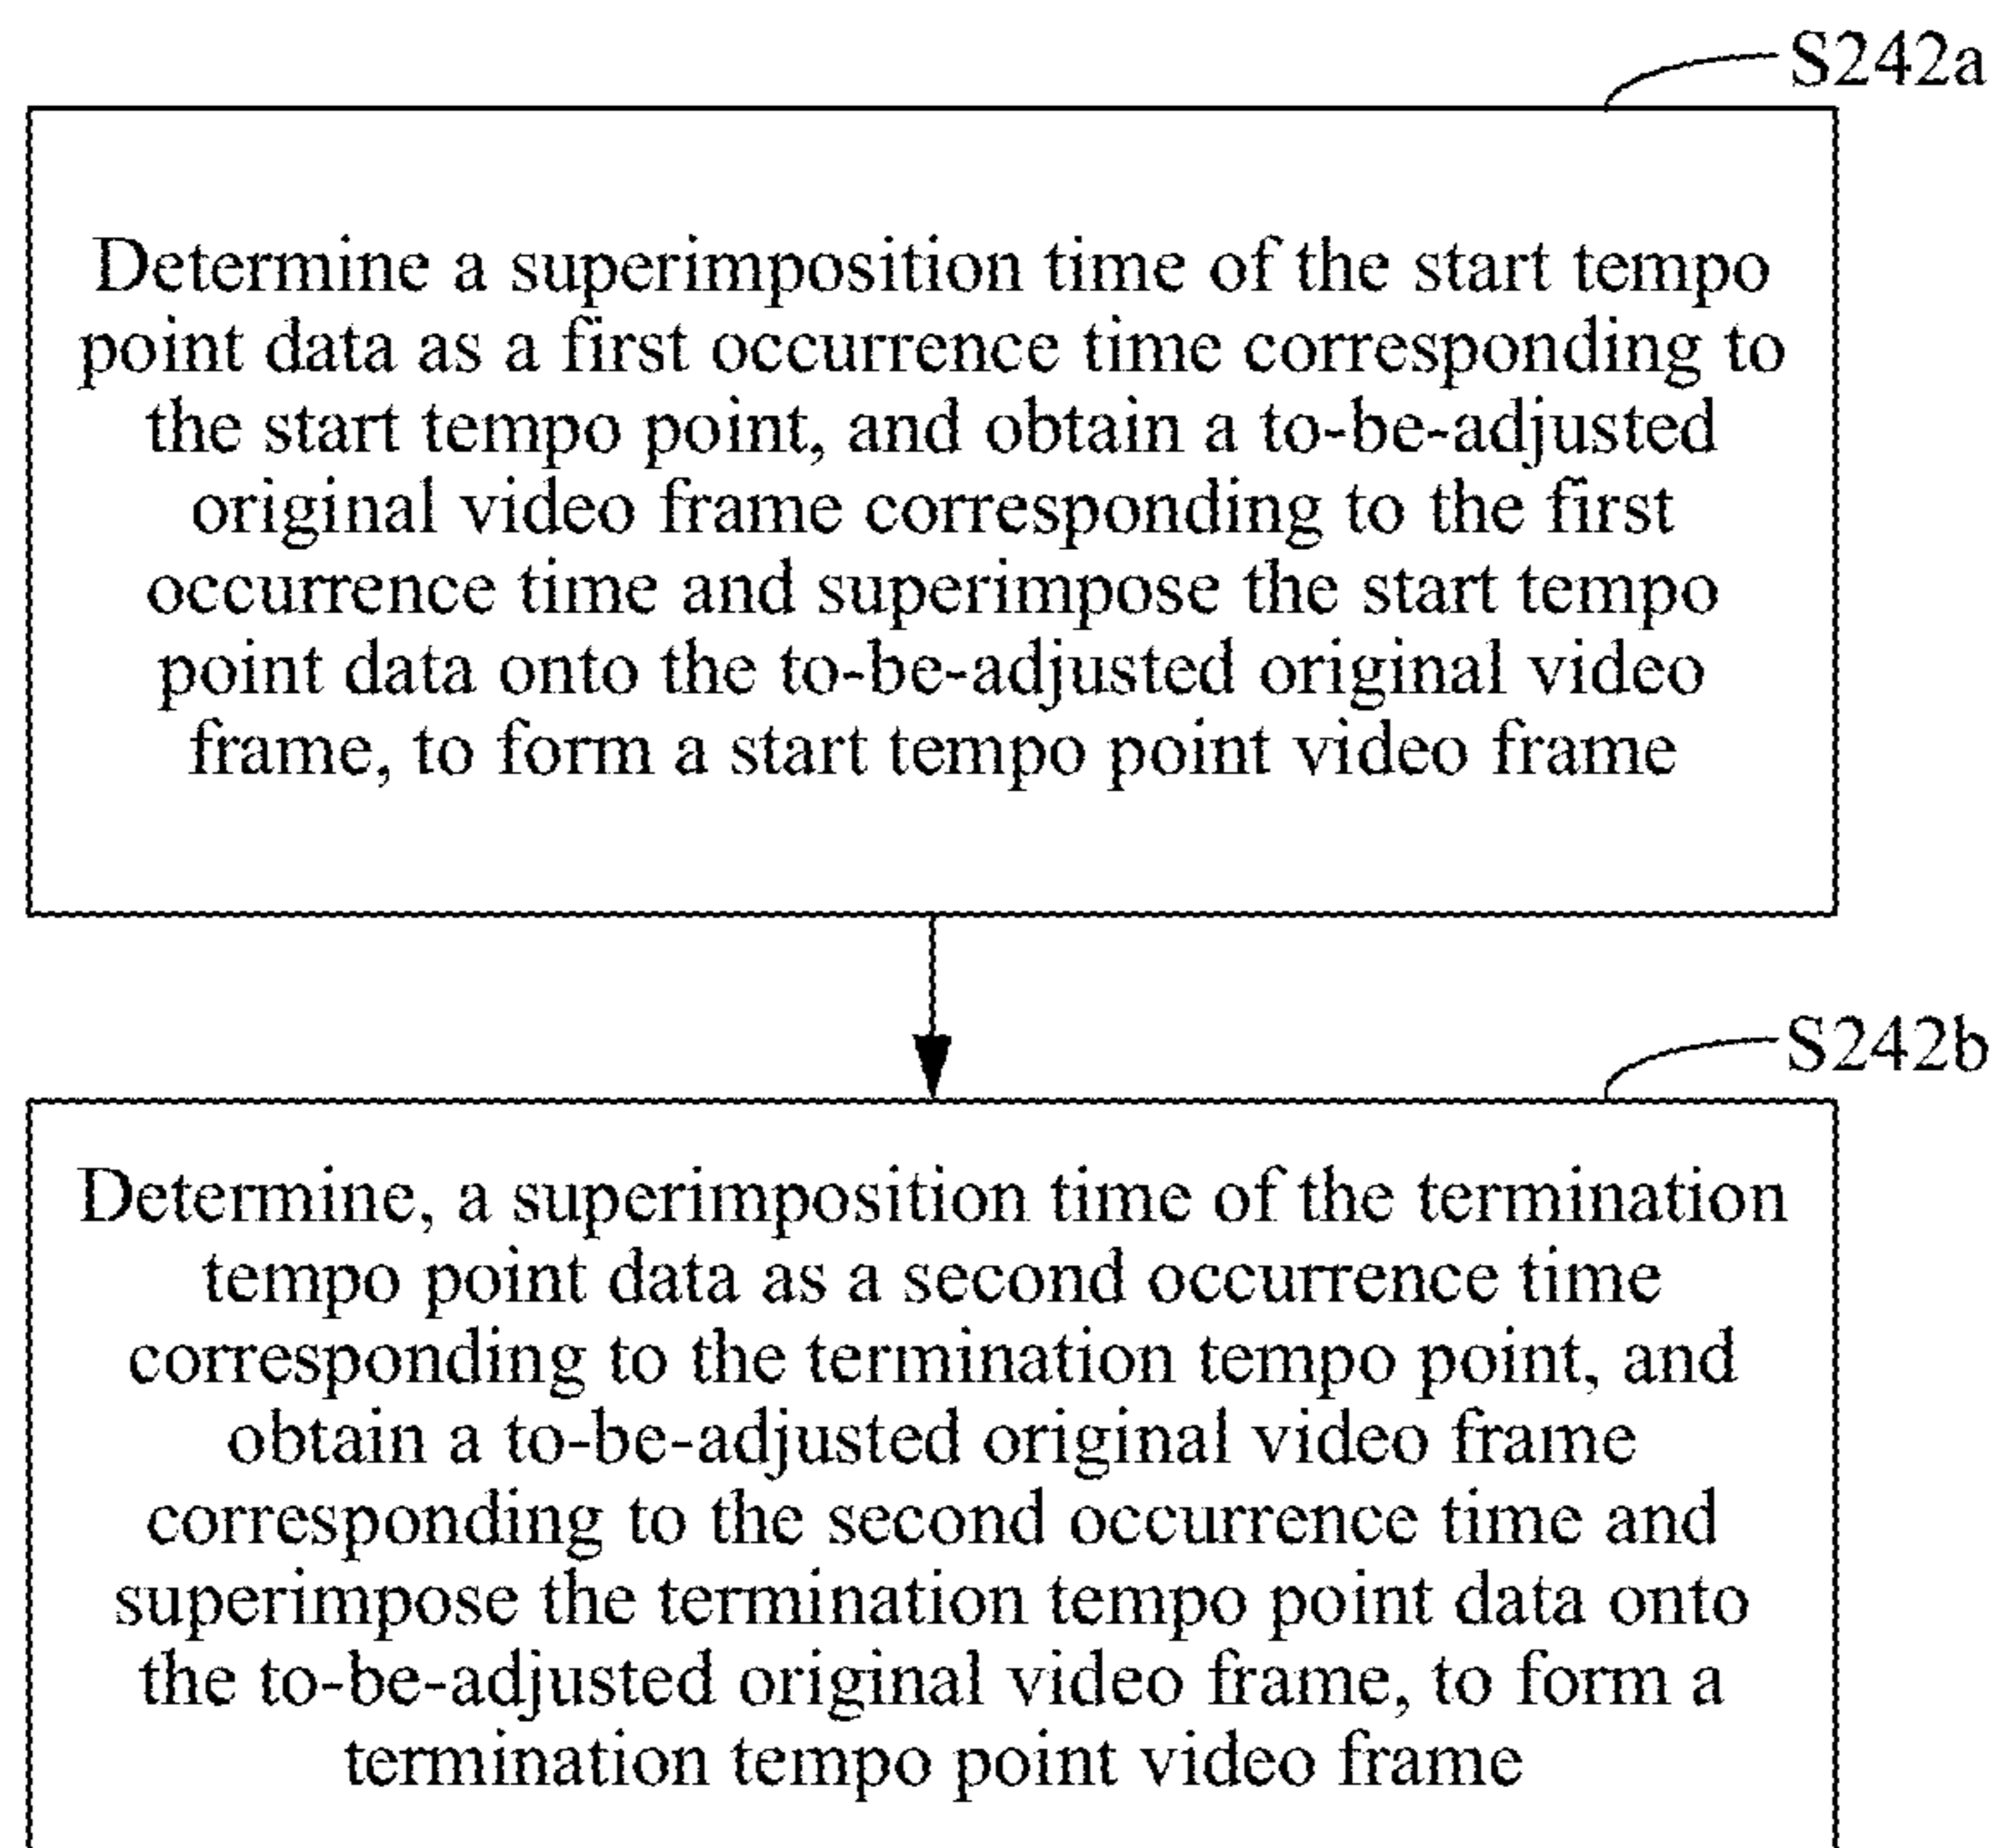 S242a
Determine a superimposition time of the start tempo
point data as a first occurrence time corresponding to
the start tempo point, and obtain a to-be-adjusted
original video frame corresponding to the first
occurrence time and superimpose the start tempo
point data onto the to-be-adjusted original video
frame, to form a start tempo point video frame
S242b
Determine, a superimposition time of the termination
tempo point data as a second occurrence time
corresponding to the termination tempo point, and
obtain a to-be-adjusted original video frame
corresponding to the second occurrence time and
superimpose the termination tempo point data onto
the to-be-adjusted original video frame, to form a
termination tempo point video frame